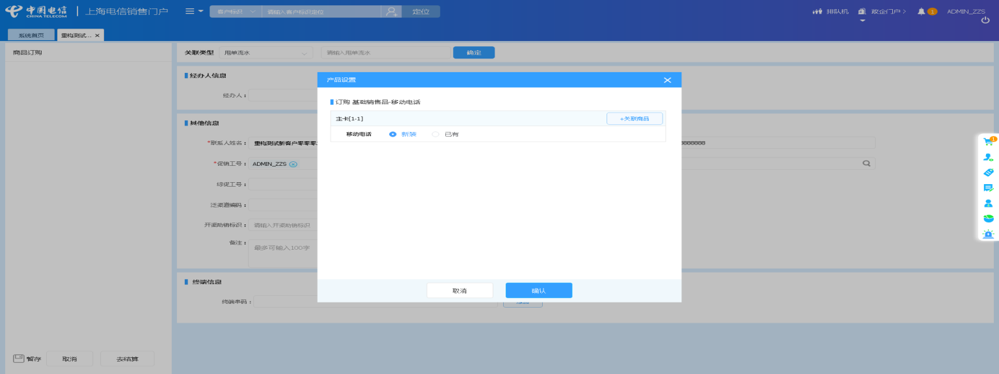 中国电信 CHINA TELECOM 上海电信销售门户 客户标识 请输入客户标识定位 定位 排队机 政企门户 1 ADMIN_ZZS
系统首页 重构测试...
商品订购
关联类型 甩单流水 请输入甩单流水 确定
经办人信息
经办人：
其他信息
*联系人姓名： 重构测试新客户零零零
8888888
*促销工号： ADMIN_ZZS
综促工号：
泛渠道编码：
开渠助销标识： 请输入开渠助销标识
备注： 最多可输入100字
终端信息
终端串码：
产品设置
订购 基础销售品-移动电话
主卡[1-1] +关联商品
移动电话 新装 已有
取消 确认
1
暂存 取消 去结算